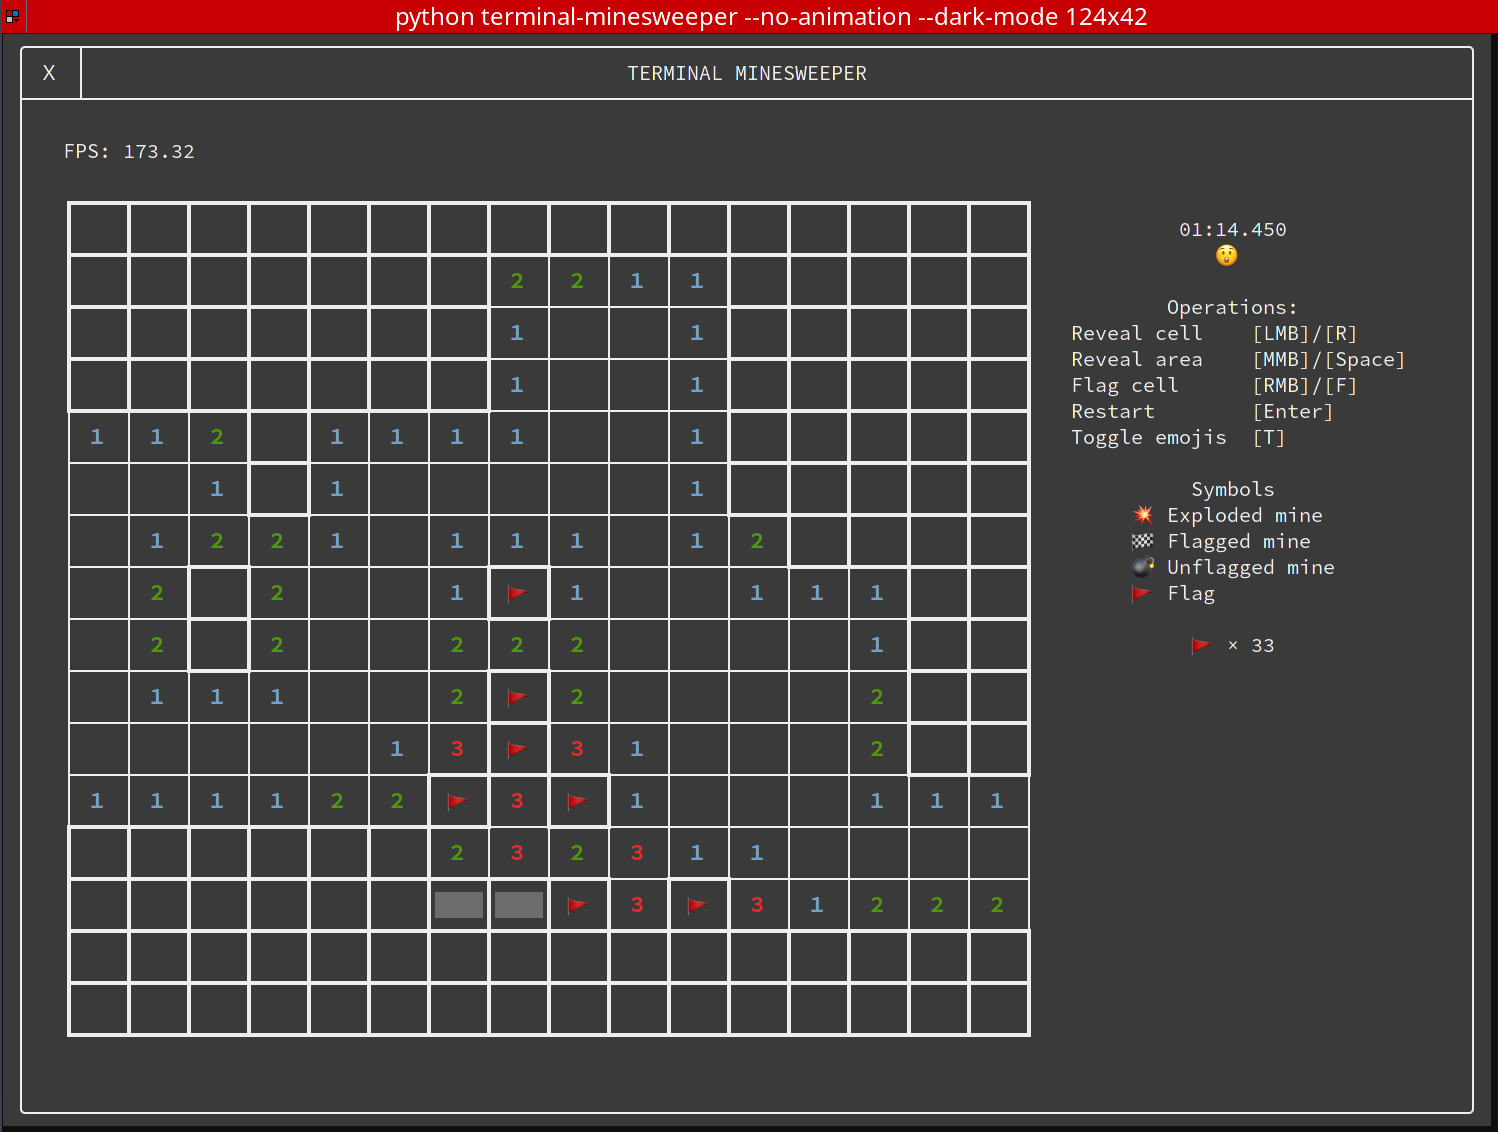 python terminal-minesweeper --no-animation --dark-mode 124x42
X TERMINAL MINESWEEPER
FPS: 173.32
01:14.450
2 2 1 1
Operations:
1 1
Reveal cell [LMB]/[R]
Reveal area [MMB]/[Space]
1 1
Flag cell [RMB]/[F]
Restart [Enter]
1 1 2 1 1 1 1 1
Toggle emojis [T]
1 1 1
Symbols
Exploded mine
1 2 2 1 1 1 1 1 2
Flagged mine
Unflagged mine
2 2 1 1 1 1 1
Flag
2 2 2 2 2 1
× 33
1 1 1 2 2 2
1 3 3 1 2
1 1 1 1 2 2 3 1 1 1 1
2 3 2 3 1 1
3 3 1 2 2 2